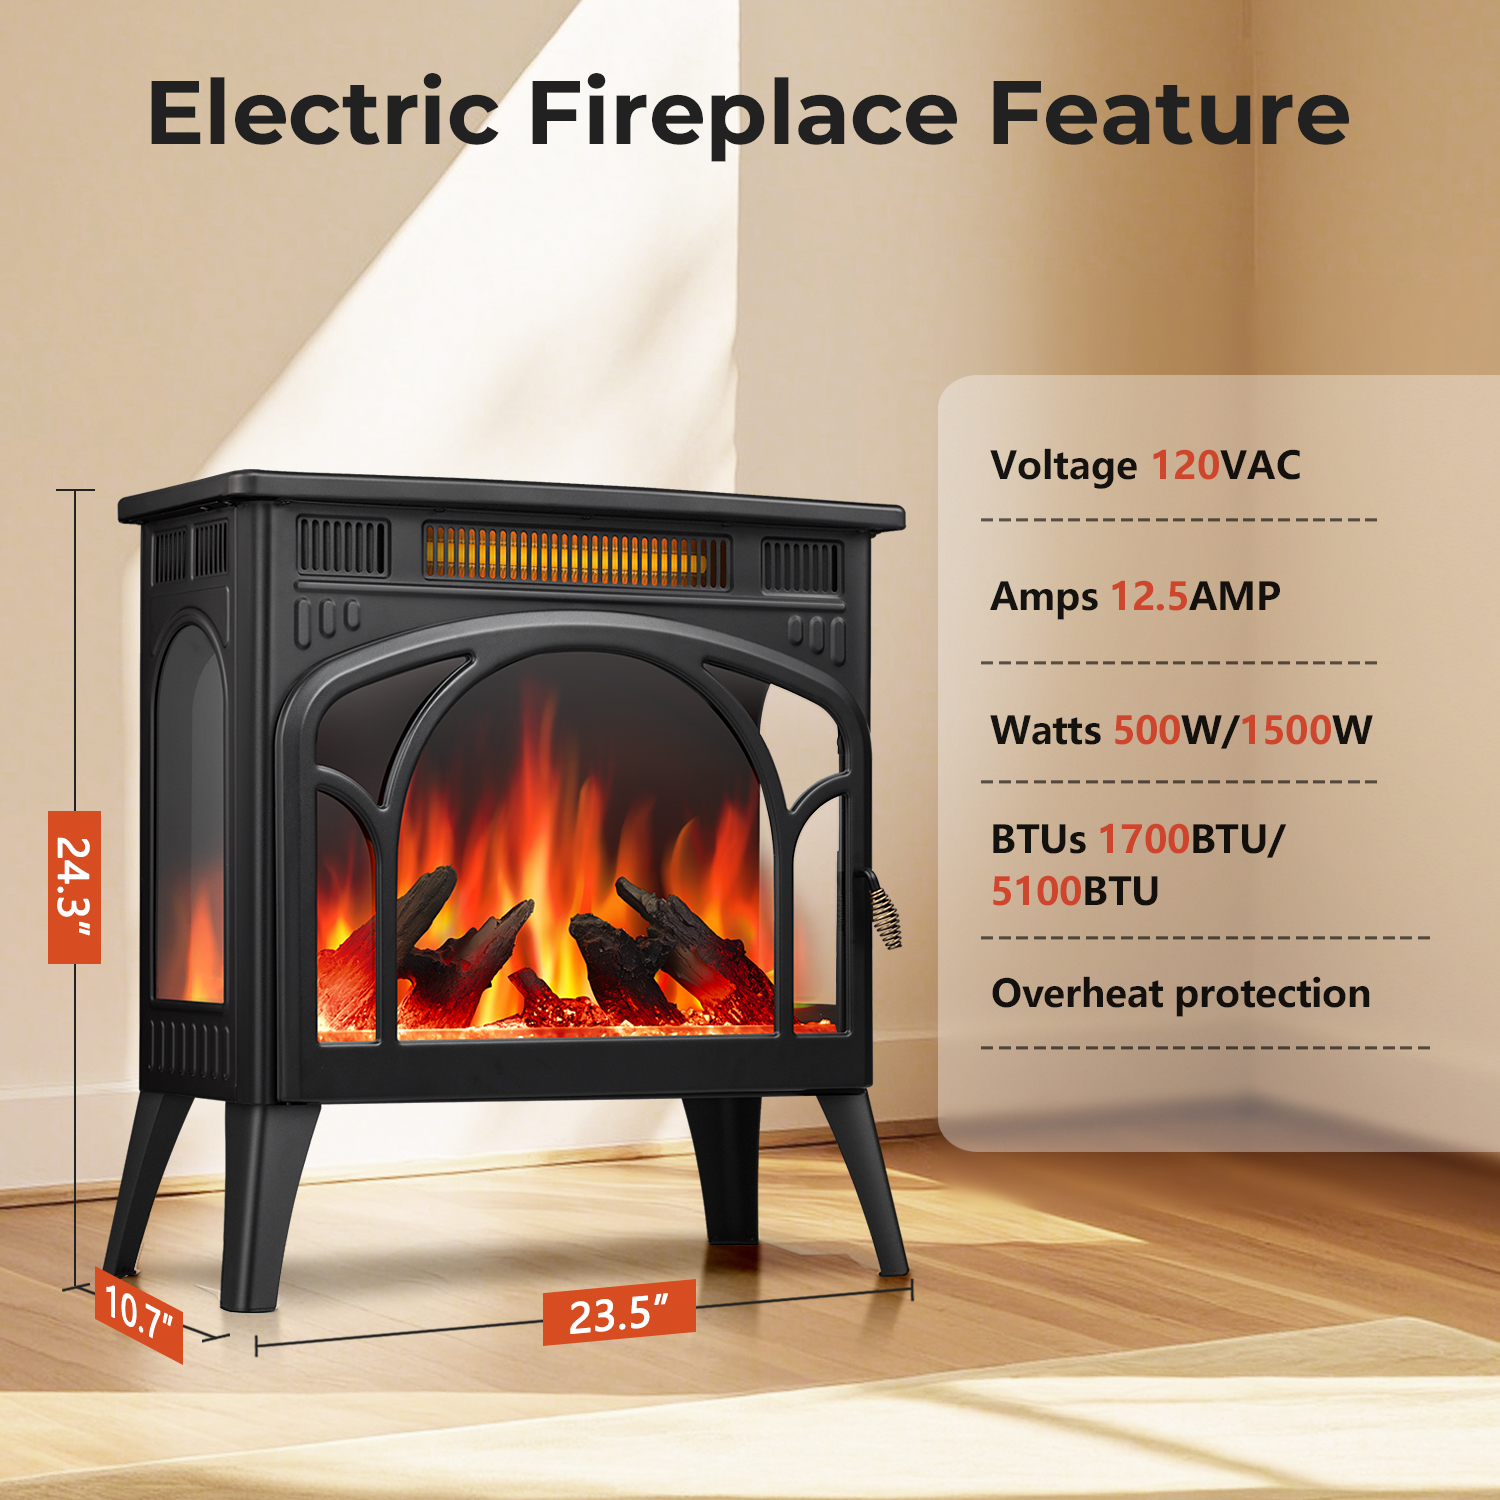 Electric Fireplace Feature
Voltage 120VAC
Amps 12.5AMP
Watts 500W/1500W
BTUs 1700BTU/
5100BTU
Overheat protection
24.3"
10.7"
23.5"